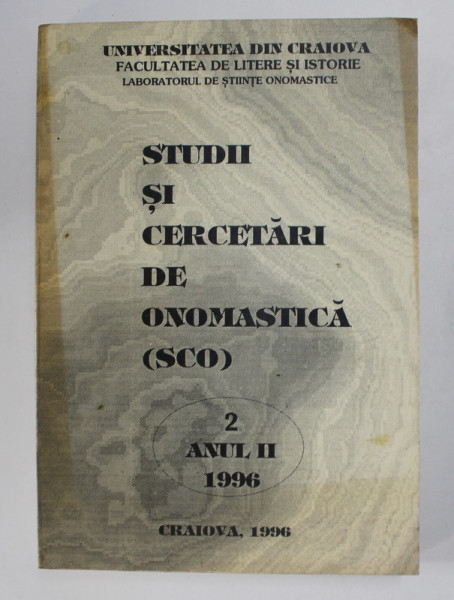 UNIVERSITATEA DIN CRAIOVA
FACULTATEA DE LITERE ȘI ISTORIE
LABORATORUL DE ȘTIINȚE ONOMASTICE
STUDII
ȘI
CERCETĂRI
DE
ONOMASTICĂ
(SCO)
2
ANUL II
1996
CRAIOVA, 1996